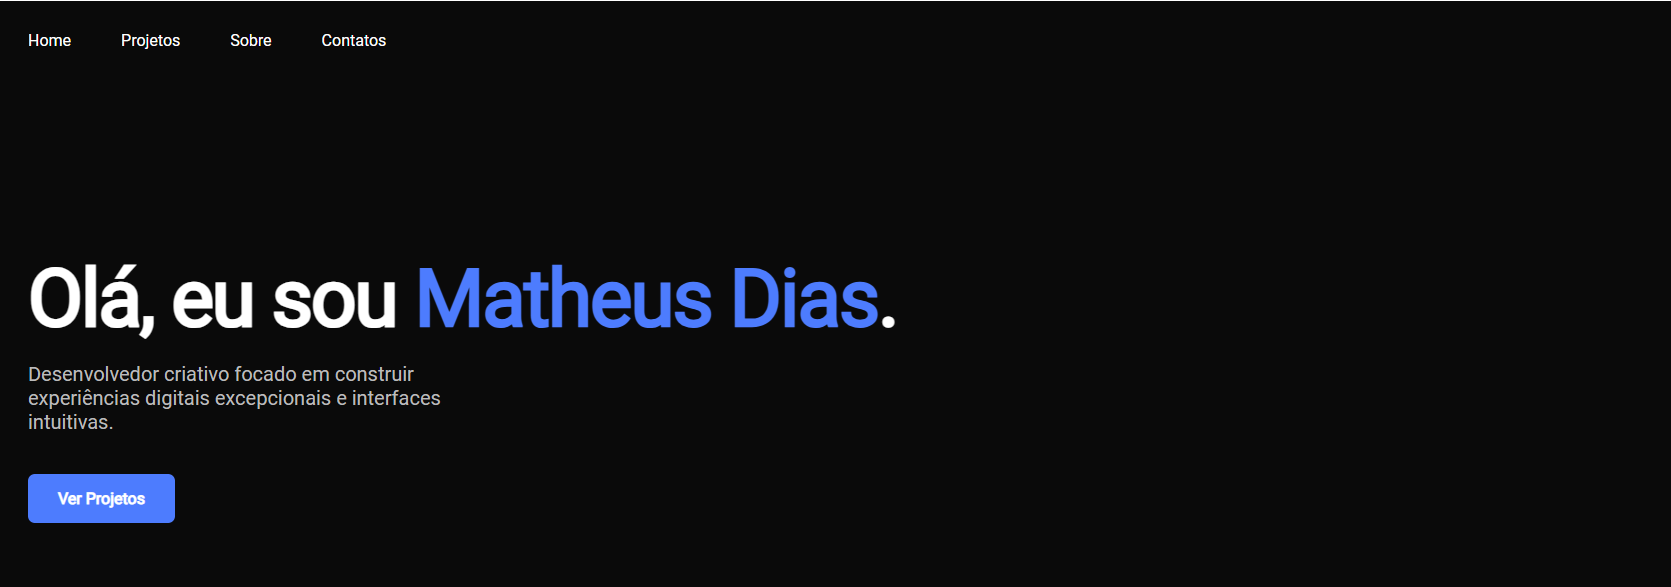 Home Projetos Sobre Contatos
Olá, eu sou Matheus Dias.
Desenvolvedor criativo focado em construir
experiências digitais excepcionais e interfaces
intuitivas.
Ver Projetos